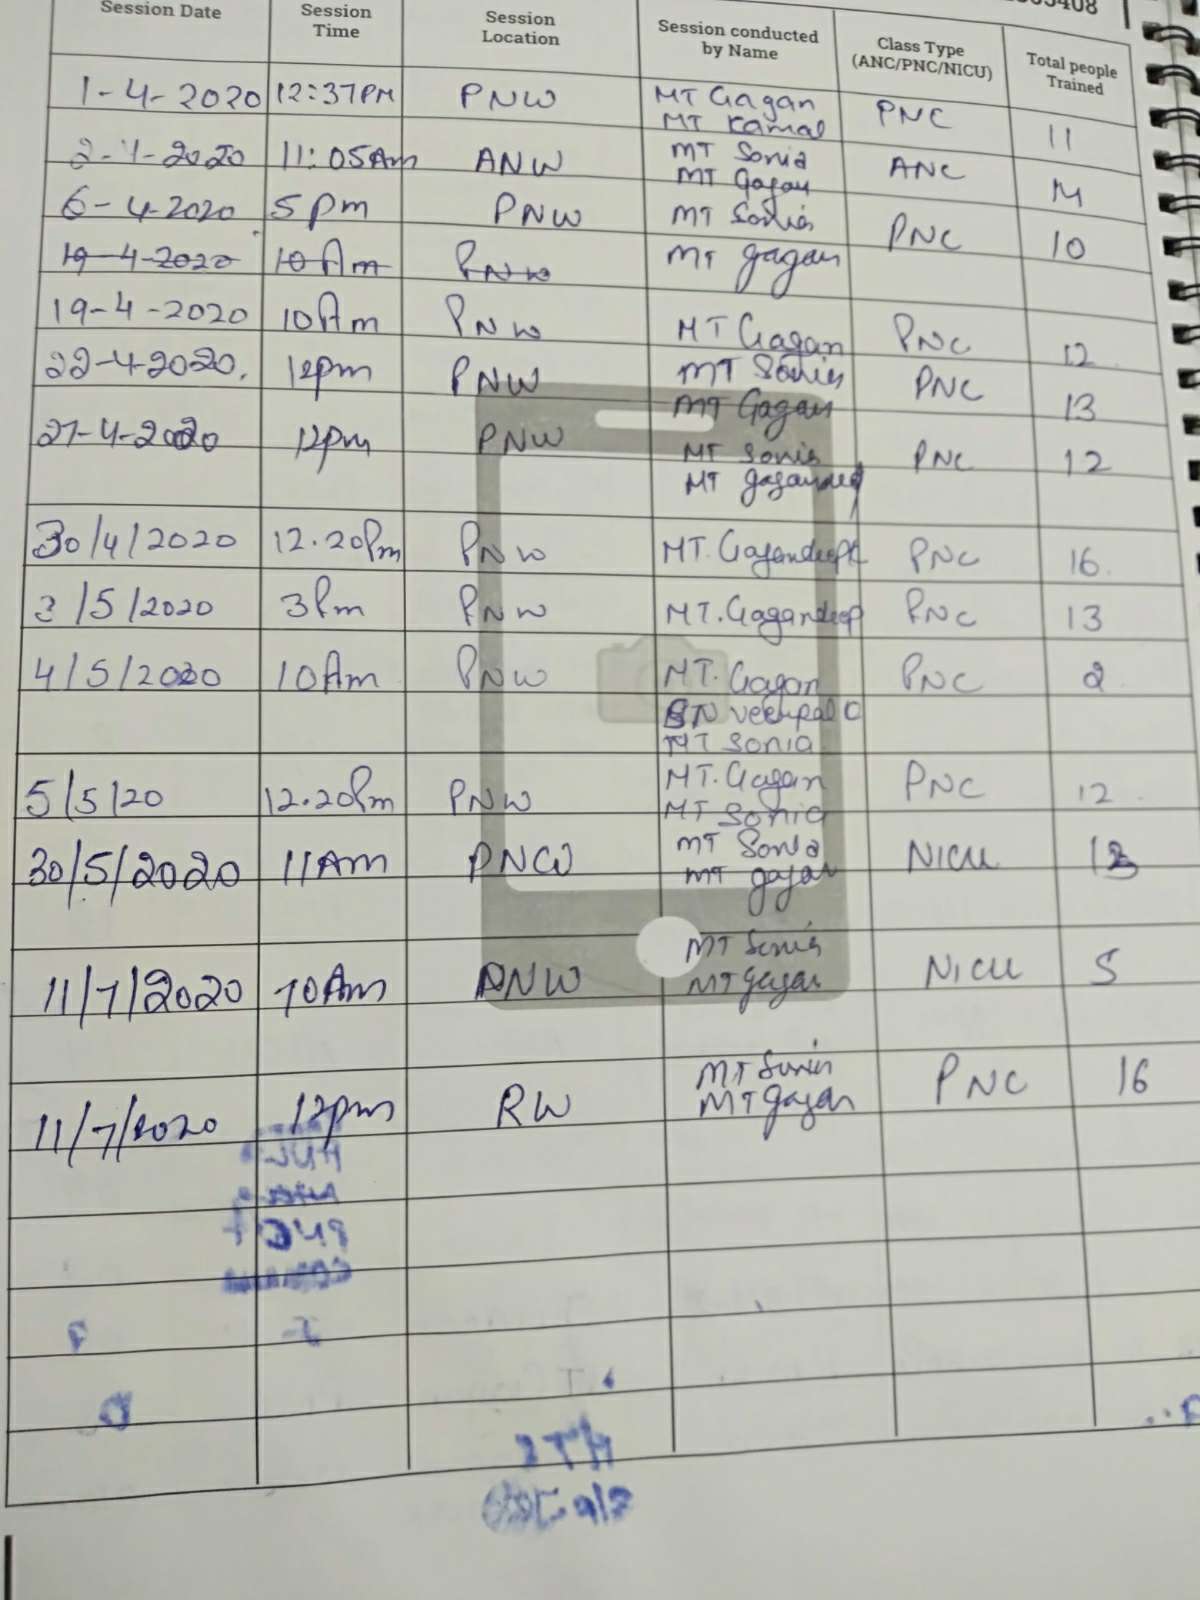 Session Date Session Time Session Location Session conducted by Name Class Type (ANC/PNC/NICU) Total people Trained
1-4-2020 12:37PM PNW MT Gagan PNC 11
MT Kamal
2-4-2020 11:05Am ANW MT Sonia ANC 14
MT gagan
6-4-2020 5pm PNW MT Sonia PNC 10
19-4-2020 10Am PNW MT gagan
19-4-2020 10Am PNW MT Gagan PNC 12
22-4-2020. 12pm PNW MT Sonia PNC 13
MT Gagan
27-4-2020 12pm PNW MT Sonia PNC 12
MT gagandeep
30/4/2020 12.20Pm PNW MT. PNC 16.
/5/2020 3Pm PNW MT. Gagandeep PNC 13
4/5/2020 10Am PNW MT. Gagan PNC 2
SN veerpal C
MT Sonia
5/5/20 12.20Pm PNW MT. Gagan PNC 12
MT Sonia
30/5/2020 11Am PNCW MT Sonia NICU
MT gagan
11/7/2020 10Am PNW MT Sonia NICU 5
MT gagan
11/7/2020 12pm RW MT Sonia PNC 16
MT gagan